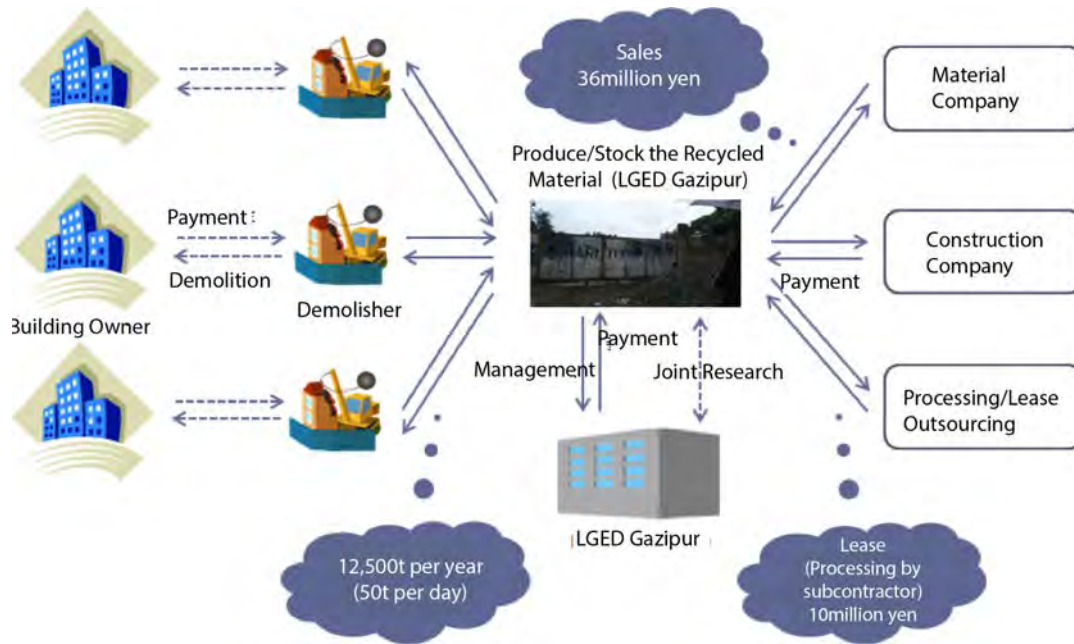 Sales
36million yen
Material
Company
Produce/Stock the Recycled
Material (LGED Gazipur)
Payment
Demolition
Building Owner
Demolisher
Construction
Company
Payment
Management
Payment
Joint Research
Processing/Lease
Outsourcing
LGED Gazipur
12,500t per year
(50t per day)
Lease
(Processing by
subcontractor)
10million yen